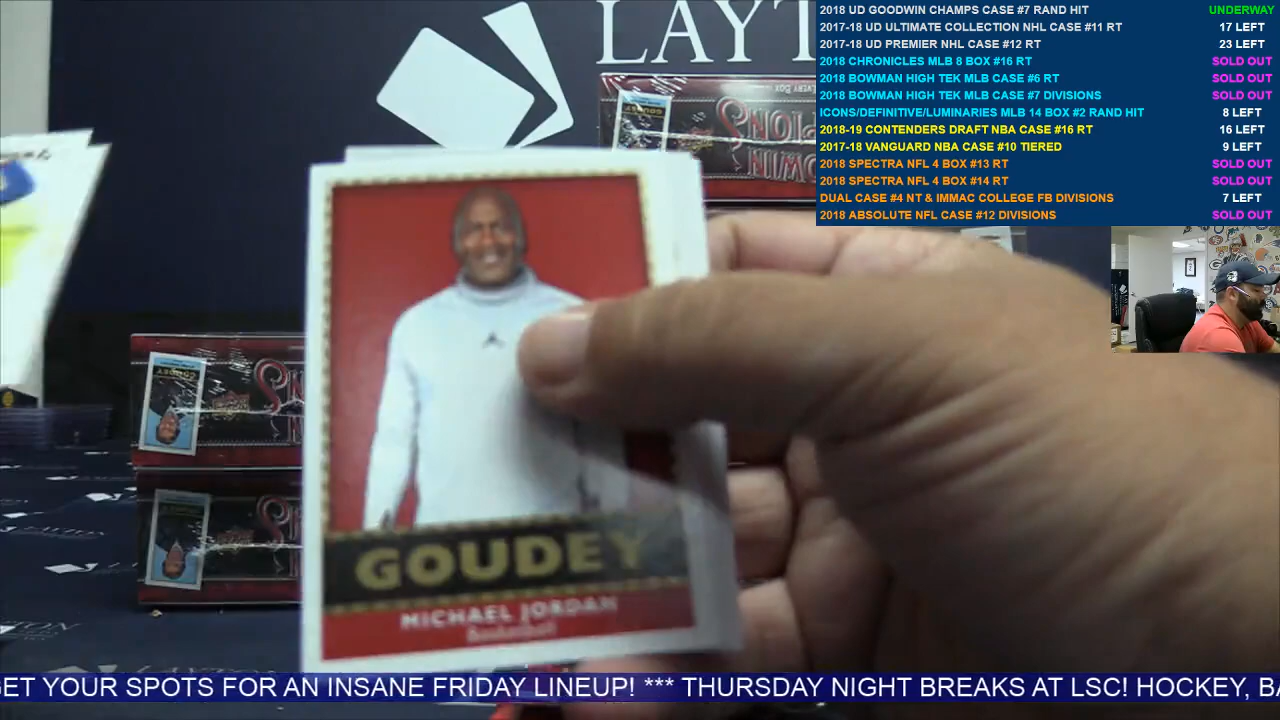 LAYT
2018 UD GOODWIN CHAMPS CASE #7 RAND HIT UNDERWAY
2017-18 UD ULTIMATE COLLECTION NHL CASE #11 RT 17 LEFT
2017-18 UD PREMIER NHL CASE #12 RT 23 LEFT
2018 CHRONICLES MLB 8 BOX #16 RT SOLD OUT
2018 BOWMAN HIGH TEK MLB CASE #6 RT SOLD OUT
2018 BOWMAN HIGH TEK MLB CASE #7 DIVISIONS SOLD OUT
ICONS/DEFINITIVE/LUMINARIES MLB 14 BOX #2 RAND HIT 8 LEFT
2018-19 CONTENDERS DRAFT NBA CASE #16 RT 16 LEFT
2017-18 VANGUARD NBA CASE #10 TIERED 9 LEFT
2018 SPECTRA NFL 4 BOX #13 RT SOLD OUT
2018 SPECTRA NFL 4 BOX #14 RT SOLD OUT
DUAL CASE #4 NT & IMMAC COLLEGE FB DIVISIONS 7 LEFT
2018 ABSOLUTE NFL CASE #12 DIVISIONS SOLD OUT
GOUDEY
MICHAEL JORDAN
Basketball
GOUDEY
GET YOUR SPOTS FOR AN INSANE FRIDAY LINEUP! *** THURSDAY NIGHT BREAKS AT LSC! HOCKEY, BA